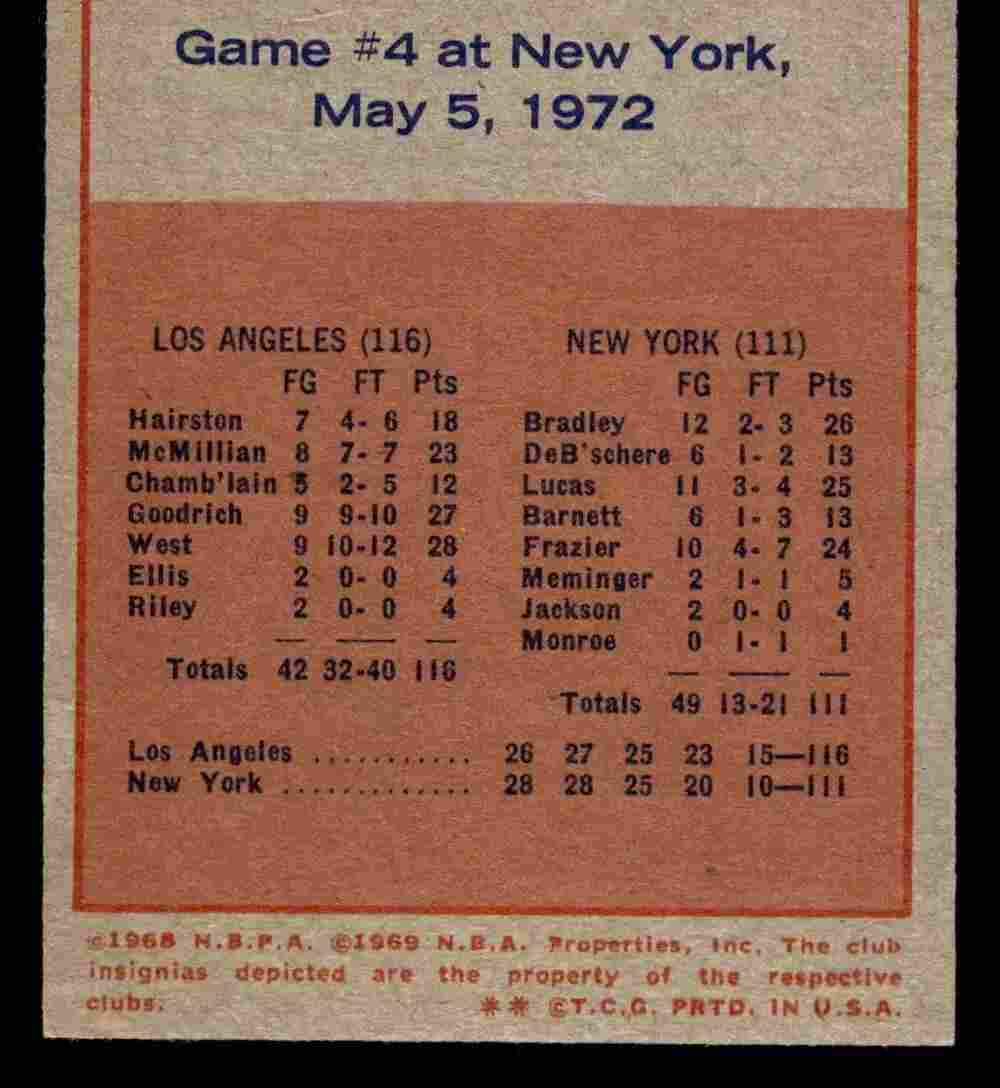 Game #4 at New York,
May 5, 1972
LOS ANGELES (116)
FG FT Pts
Hairston 7 4- 6 18
McMillian 8 7- 7 23
Chamb'lain 5 2- 5 12
Goodrich 9 9-10 27
West 9 10-12 28
Ellis 2 0- 0 4
Riley 2 0- 0 4
Totals 42 32-40 116
NEW YORK (111)
FG FT Pts
Bradley 12 2- 3 26
DeB'schere 6 1- 2 13
Lucas 11 3- 4 25
Barnett 6 1- 3 13
Frazier 10 4- 7 24
Meminger 2 1- 1 5
Jackson 2 0- 0 4
Monroe 0 1- 1 1
Totals 49 13-21 111
Los Angeles ........... 26 27 25 23 15—116
New York ............. 28 28 25 20 10—111
©1968 N.B.P.A. ©1969 N.B.A. Properties, Inc. The club
insignias depicted are the property of the respective
clubs. ** ©T.C.G. PRTD. IN U.S.A.